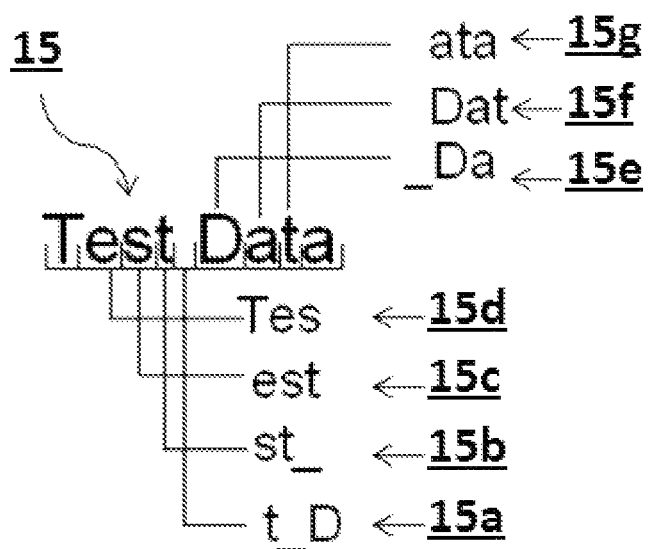 15
ata 15g
Dat 15f
_Da 15e
Test Data
Tes 15d
est 15c
st_ 15b
t_D 15a